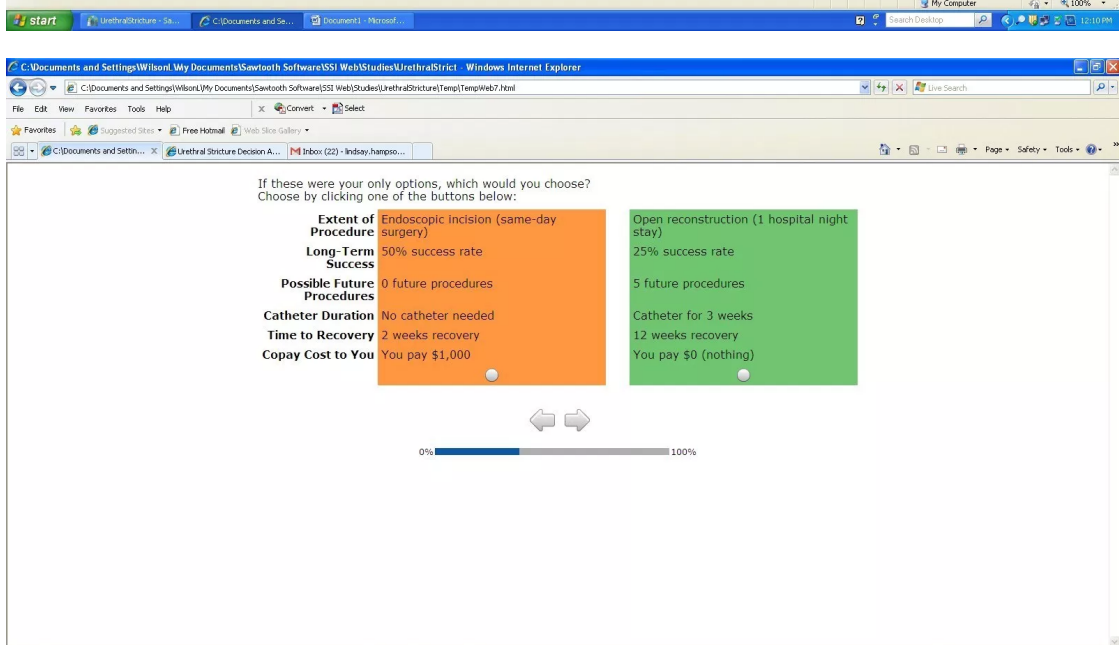 My Computer
100%
start
UrethralStricture - Sa...
C:\Documents and Se...
Document1 - Microsof...
Search Desktop
12:10 PM
C:\Documents and Settings\WilsonL\My Documents\Sawtooth Software\SSI Web\Studies\UrethralStrict - Windows Internet Explorer
C:\Documents and Settings\WilsonL\My Documents\Sawtooth Software\SSI Web\Studies\UrethralStricture\Temp\TempWeb7.html
Live Search
File Edit View Favorites Tools Help
Convert
Select
Favorites
Suggested Sites
Free Hotmail
Web Slice Gallery
C:\Documents and Settin...
Urethral Stricture Decision A...
Inbox (22) - lindsay.hampso...
Page Safety Tools
If these were your only options, which would you choose?
Choose by clicking one of the buttons below:
Extent of Procedure
Endoscopic incision (same-day surgery)
Open reconstruction (1 hospital night stay)
Long-Term Success
50% success rate
25% success rate
Possible Future Procedures
0 future procedures
5 future procedures
Catheter Duration
No catheter needed
Catheter for 3 weeks
Time to Recovery
2 weeks recovery
12 weeks recovery
Copay Cost to You
You pay $1,000
You pay $0 (nothing)
0%
100%